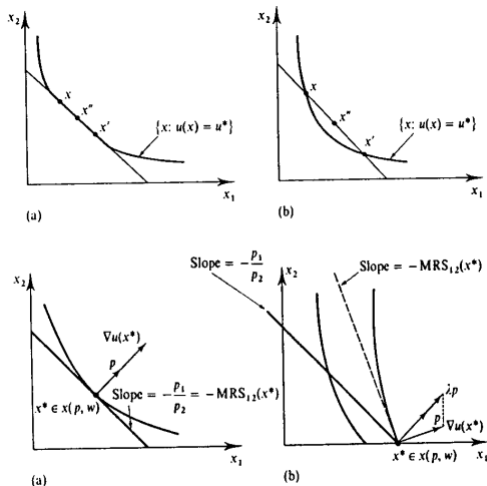 x₂
x
x″
x′
{x: u(x) = u*}
x₁
(a)
x₂
x
x″
x′
{x: u(x) = u*}
x₁
(b)
x₂
∇u(x*)
p
Slope = −p₁/p₂ = −MRS₁₂(x*)
x* ∈ x(p, w)
x₁
(a)
Slope = −p₁/p₂
x₂
Slope = −MRS₁₂(x*)
λp
p
∇u(x*)
x* ∈ x(p, w)
x₁
(b)